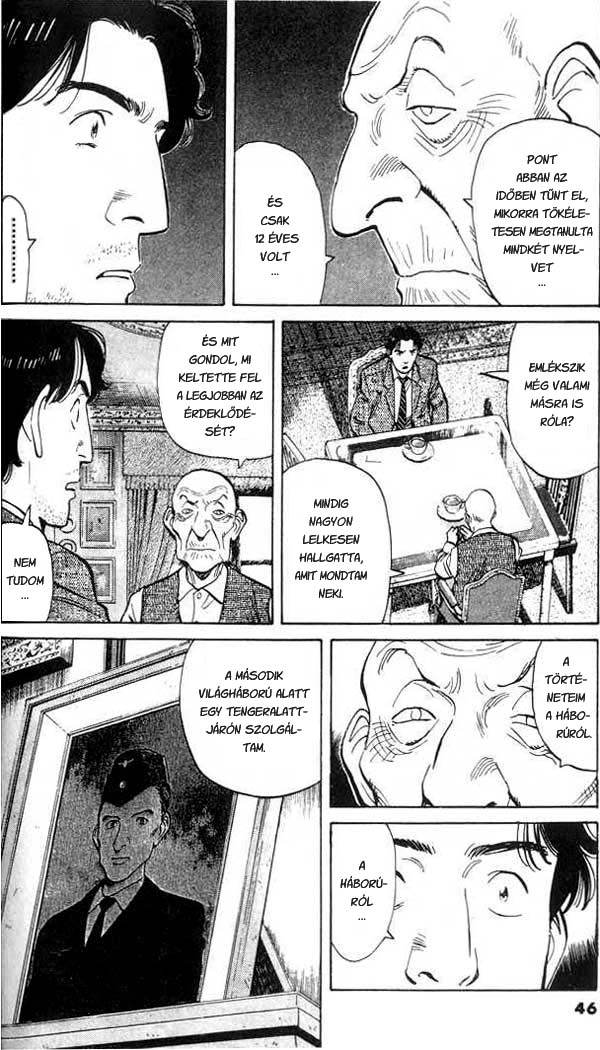 PONT
ABBAN AZ
IDŐBEN TŰNT EL,
MIKORRA TÖKÉLE-
TESEN MEGTANULTA
MINDKÉT NYEL-
VET
...
ÉS
CSAK
12 ÉVES
VOLT
...
.........
EMLÉKSZIK
MÉG VALAMI
MÁSRA IS
RÓLA?
MINDIG
NAGYON
LELKESEN
HALLGATTA,
AMIT MONDTAM
NEKI.
ÉS MIT
GONDOL, MI
KELTETTE FEL
A LEGJOBBAN AZ
ÉRDEKLŐDÉ-
SÉT?
NEM
TUDOM
...
A
TÖRTÉ-
NETEIM
A HÁBO-
RÚRÓL.
A
HÁBORÚ-
RÓL
...
A MÁSODIK
VILÁGHÁBORÚ ALATT
EGY TENGERALATT-
JÁRÓN SZOLGÁL-
TAM.
46